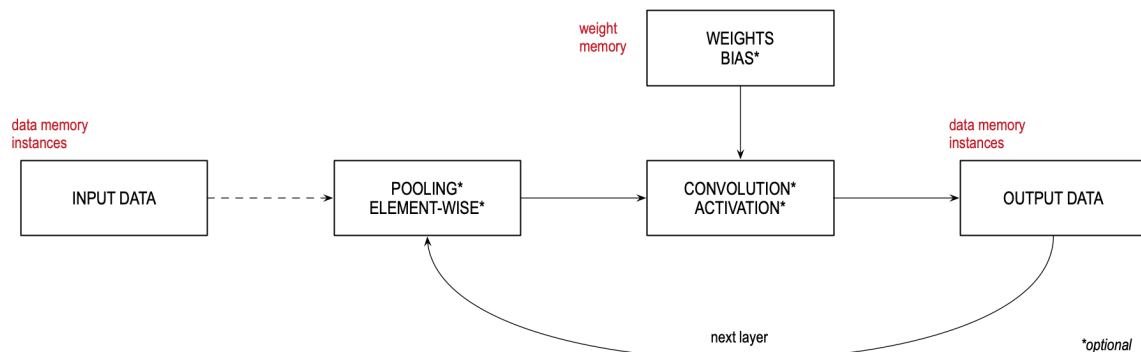 weight
memory
WEIGHTS
BIAS*
data memory
instances
data memory
instances
INPUT DATA
POOLING*
ELEMENT-WISE*
CONVOLUTION*
ACTIVATION*
OUTPUT DATA
next layer
*optional